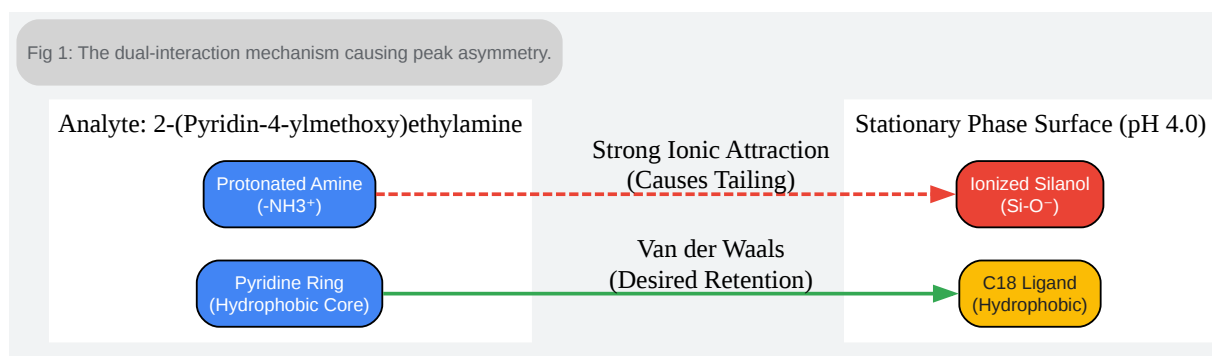 Fig 1: The dual-interaction mechanism causing peak asymmetry.
Analyte: 2-(Pyridin-4-ylmethoxy)ethylamine
Stationary Phase Surface (pH 4.0)
Strong Ionic Attraction
(Causes Tailing)
Protonated Amine
(-NH3⁺)
Ionized Silanol
(Si-O⁻)
Van der Waals
(Desired Retention)
Pyridine Ring
(Hydrophobic Core)
C18 Ligand
(Hydrophobic)